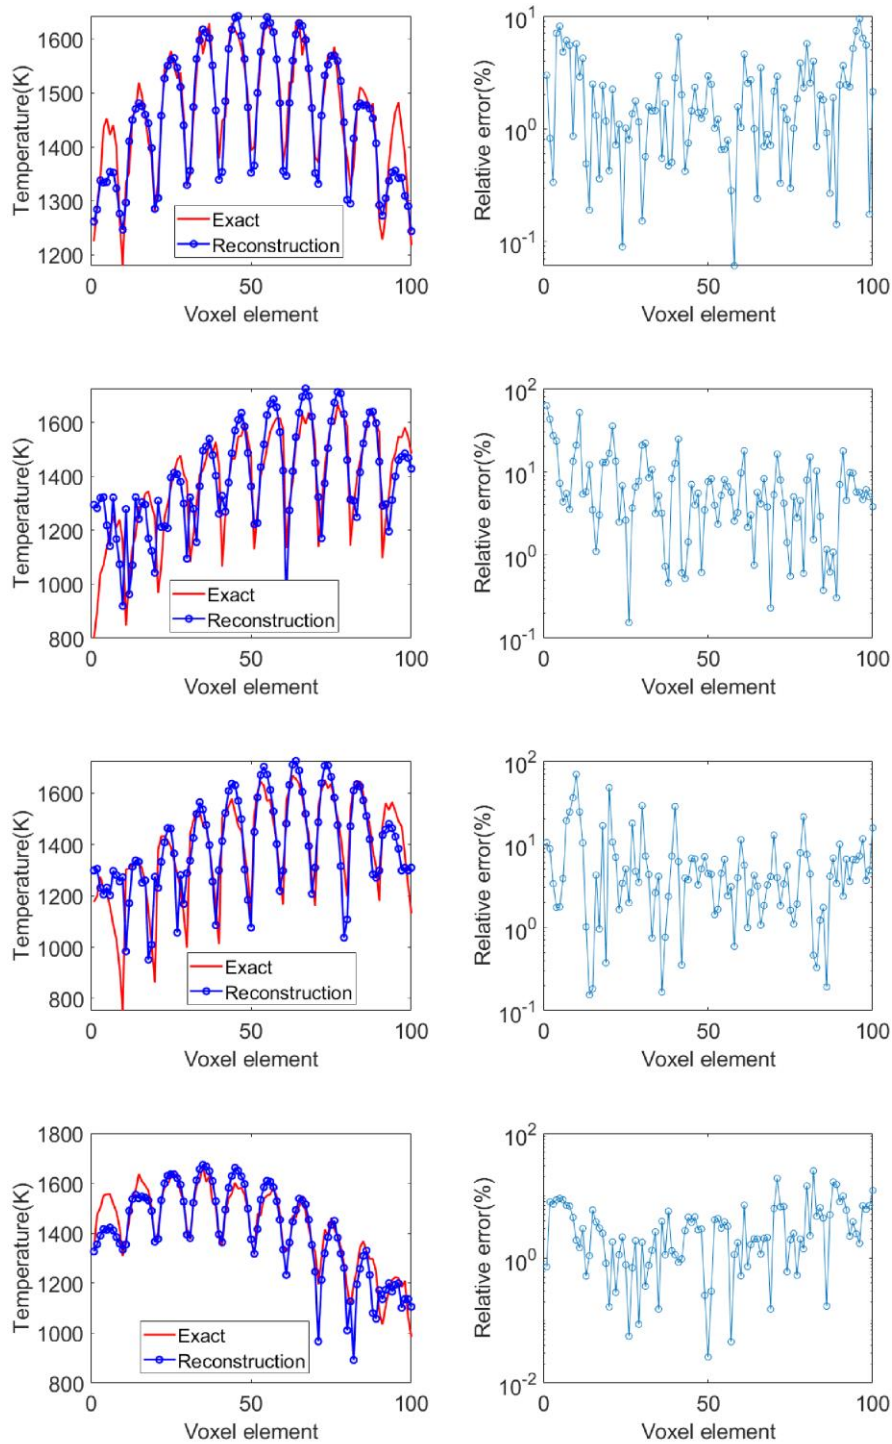 1600
1500
1400
1300
1200
Temperature(K)
Exact
Reconstruction
0
50
100
Voxel element
10^1
10^0
10^-1
Relative error(%)
0
50
100
Voxel element
1600
1400
1200
1000
800
Temperature(K)
Exact
Reconstruction
0
50
100
Voxel element
10^2
10^1
10^0
10^-1
Relative error(%)
0
50
100
Voxel element
1600
1400
1200
1000
800
Temperature(K)
Exact
Reconstruction
0
50
100
Voxel element
10^2
10^1
10^0
10^-1
Relative error(%)
0
50
100
Voxel element
1800
1600
1400
1200
1000
800
Temperature(K)
Exact
Reconstruction
0
50
100
Voxel element
10^2
10^0
10^-2
Relative error(%)
0
50
100
Voxel element